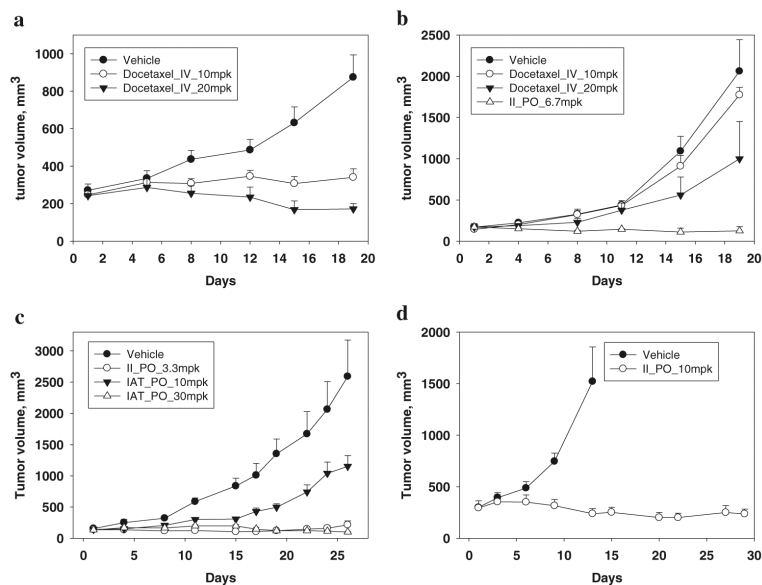 a
tumor volume, mm³
1000
800
600
400
200
0
Vehicle
Docetaxel_IV_10mpk
Docetaxel_IV_20mpk
0 2 4 6 8 10 12 14 16 18 20
Days
b
tumor volume, mm³
2500
2000
1500
1000
500
0
Vehicle
Docetaxel_IV_10mpk
Docetaxel_IV_20mpk
II_PO_6.7mpk
0 2 4 6 8 10 12 14 16 18 20
Days
c
Tumor volume, mm³
3000
2500
2000
1500
1000
500
0
Vehicle
II_PO_3.3mpk
IAT_PO_10mpk
IAT_PO_30mpk
0 5 10 15 20 25
Days
d
Tumor volume, mm³
2000
1500
1000
500
0
Vehicle
II_PO_10mpk
0 5 10 15 20 25 30
Days